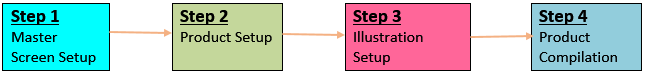 Step 1
Master
Screen Setup
Step 2
Product Setup
Step 3
Illustration
Setup
Step 4
Product
Compilation